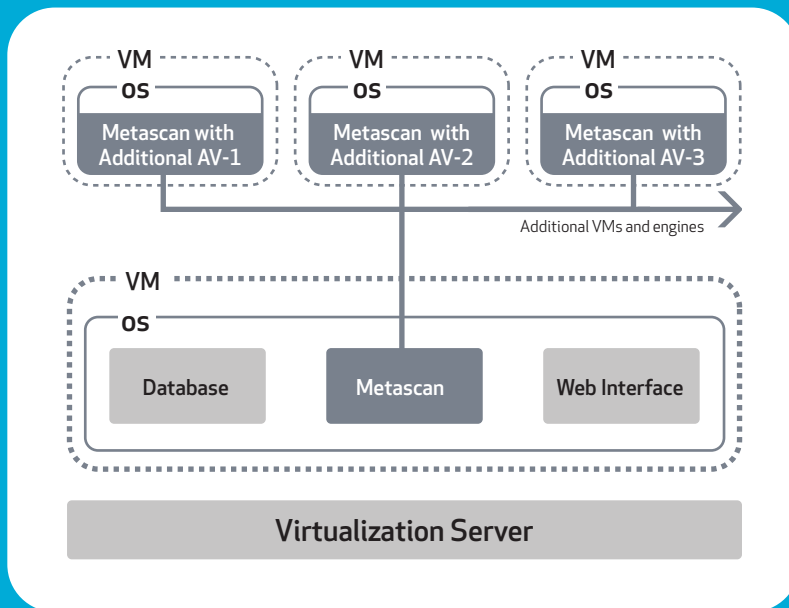 VM
VM
VM
OS
OS
OS
Metascan with
Additional AV-1
Metascan with
Additional AV-2
Metascan with
Additional AV-3
Additional VMs and engines
VM
OS
Database
Metascan
Web Interface
Virtualization Server